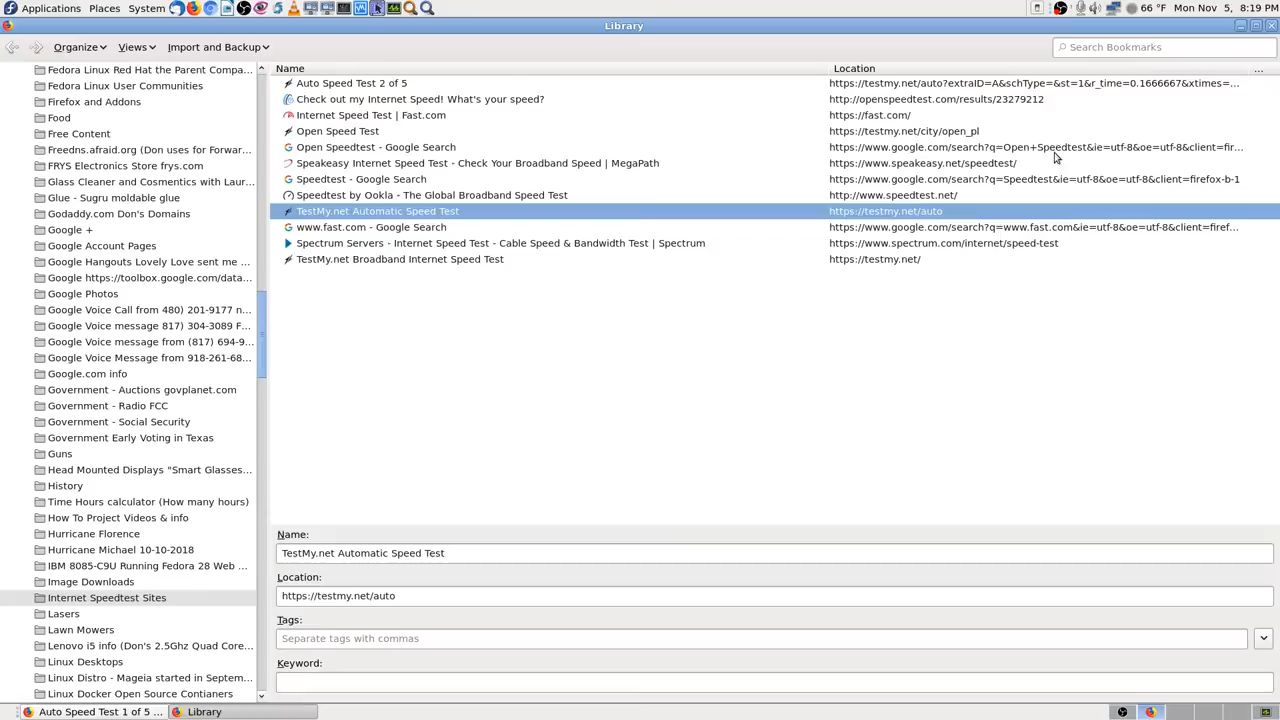 Applications Places System 66 °F Mon Nov 5, 8:19 PM
Library
Organize Views Import and Backup Search Bookmarks
Fedora Linux Red Hat the Parent Compa...
Fedora Linux User Communities
Firefox and Addons
Food
Free Content
Freedns.afraid.org (Don uses for Forwar...
FRYS Electronics Store frys.com
Glass Cleaner and Cosmentics with Laur...
Glue - Sugru moldable glue
Godaddy.com Don's Domains
Google +
Google Account Pages
Google Hangouts Lovely Love sent me ...
Google https://toolbox.google.com/data...
Google Photos
Google Voice Call from 480) 201-9177 n...
Google Voice message 817) 304-3089 F...
Google Voice message from (817) 694-9...
Google Voice Message from 918-261-68...
Google.com info
Government - Auctions govplanet.com
Government - Radio FCC
Government - Social Security
Government Early Voting in Texas
Guns
Head Mounted Displays "Smart Glasses...
History
Time Hours calculator (How many hours)
How To Project Videos & info
Hurricane Florence
Hurricane Michael 10-10-2018
IBM 8085-C9U Running Fedora 28 Web ...
Image Downloads
Internet Speedtest Sites
Lasers
Lawn Mowers
Lenovo i5 info (Don's 2.5Ghz Quad Core...
Linux Desktops
Linux Distro - Mageia started in Septem...
Linux Docker Open Source Contianers
Name Location ...
Auto Speed Test 2 of 5 https://testmy.net/auto?extraID=A&schType=&st=1&r_time=0.1666667&xtimes=...
Check out my Internet Speed! What's your speed? http://openspeedtest.com/results/23279212
Internet Speed Test | Fast.com https://fast.com/
Open Speed Test https://testmy.net/city/open_pl
Open Speedtest - Google Search https://www.google.com/search?q=Open+Speedtest&ie=utf-8&oe=utf-8&client=fir...
Speakeasy Internet Speed Test - Check Your Broadband Speed | MegaPath https://www.speakeasy.net/speedtest/
Speedtest - Google Search https://www.google.com/search?q=Speedtest&ie=utf-8&oe=utf-8&client=firefox-b-1
Speedtest by Ookla - The Global Broadband Speed Test http://www.speedtest.net/
TestMy.net Automatic Speed Test https://testmy.net/auto
www.fast.com - Google Search https://www.google.com/search?q=www.fast.com&ie=utf-8&oe=utf-8&client=firef...
Spectrum Servers - Internet Speed Test - Cable Speed & Bandwidth Test | Spectrum https://www.spectrum.com/internet/speed-test
TestMy.net Broadband Internet Speed Test https://testmy.net/
Name:
TestMy.net Automatic Speed Test
Location:
https://testmy.net/auto
Tags:
Separate tags with commas
Keyword:
Auto Speed Test 1 of 5 ... Library